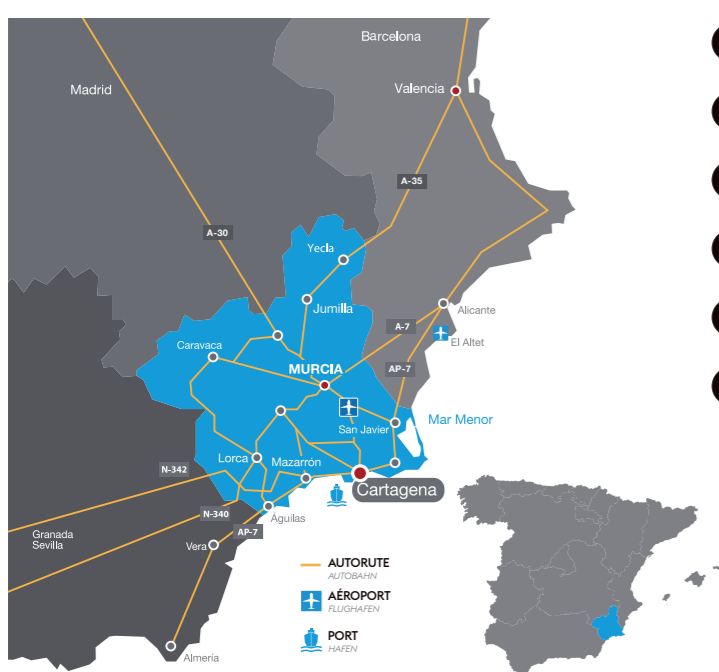 Barcelona
Madrid
Valencia
A-35
A-30
Yecla
Jumilla
Alicante
A-7
El Altet
Caravaca
MURCIA
AP-7
Mar Menor
San Javier
Lorca
Mazarrón
N-342
Cartagena
N-340
Águilas
AP-7
Granada
Sevilla
Vera
AUTORUTE
AUTOBAHN
AÉROPORT
FLUGHAFEN
PORT
HAFEN
Almería